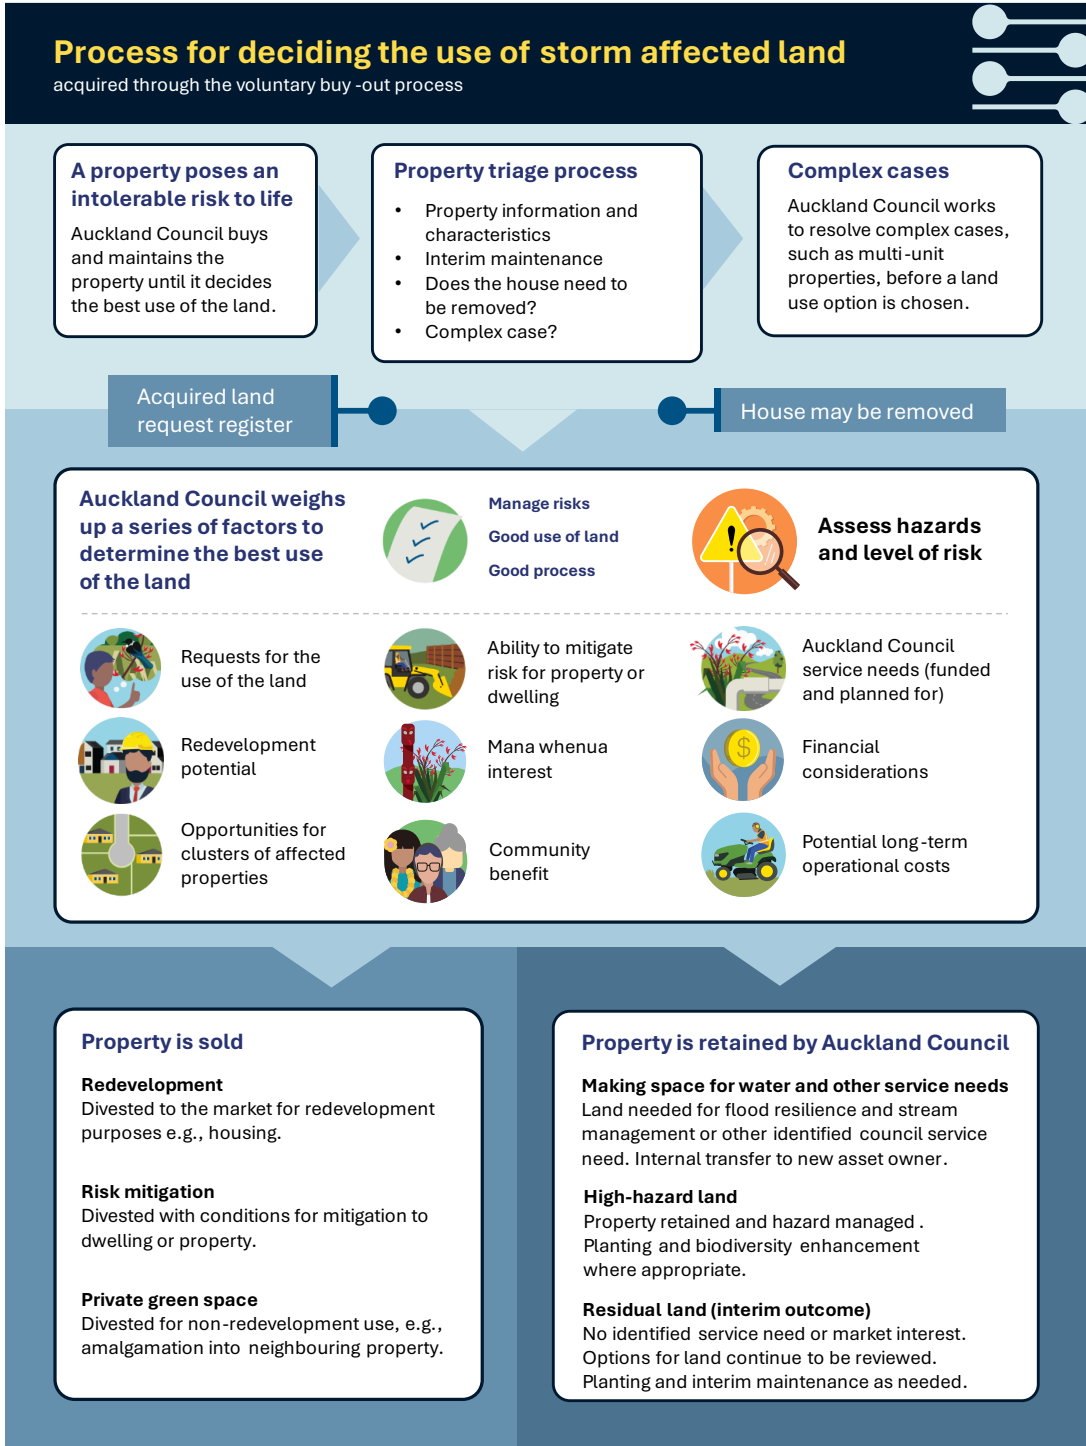 Process for deciding the use of storm affected land
acquired through the voluntary buy -out process
A property poses an
intolerable risk to life
Auckland Council buys
and maintains the
property until it decides
the best use of the land.
Property triage process
• Property information and
characteristics
• Interim maintenance
• Does the house need to
be removed?
• Complex case?
Complex cases
Auckland Council works
to resolve complex cases,
such as multi-unit
properties, before a land
use option is chosen.
Acquired land
request register
House may be removed
Auckland Council weighs
up a series of factors to
determine the best use
of the land
Manage risks
Good use of land
Good process
Assess hazards
and level of risk
Requests for the
use of the land
Ability to mitigate
risk for property or
dwelling
Auckland Council
service needs (funded
and planned for)
Redevelopment
potential
Mana whenua
interest
$
Financial
considerations
Opportunities for
clusters of affected
properties
Community
benefit
Potential long-term
operational costs
Property is sold
Redevelopment
Divested to the market for redevelopment
purposes e.g., housing.
Risk mitigation
Divested with conditions for mitigation to
dwelling or property.
Private green space
Divested for non-redevelopment use, e.g.,
amalgamation into neighbouring property.
Property is retained by Auckland Council
Making space for water and other service needs
Land needed for flood resilience and stream
management or other identified council service
need. Internal transfer to new asset owner.
High-hazard land
Property retained and hazard managed .
Planting and biodiversity enhancement
where appropriate.
Residual land (interim outcome)
No identified service need or market interest.
Options for land continue to be reviewed.
Planting and interim maintenance as needed.